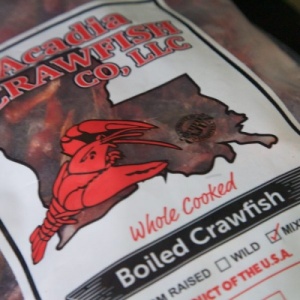 Acadia
CRAWFISH
CO, LLC
Whole Cooked
Boiled Crawfish
RAISED WILD MIX
PRODUCT OF THE U.S.A.